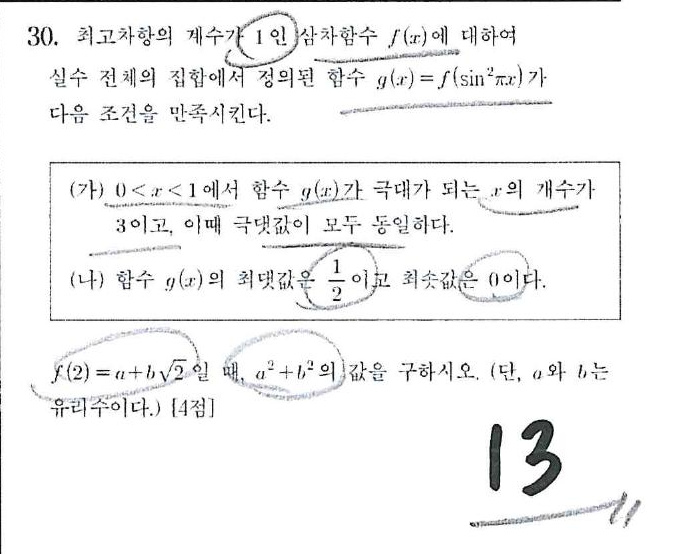 30. 최고차항의 계수가 1인 삼차함수 f(x)에 대하여
실수 전체의 집합에서 정의된 함수 g(x)=f(sin²πx)가
다음 조건을 만족시킨다.
(가) 0<x<1에서 함수 g(x)가 극대가 되는 x의 개수가
3이고, 이때 극댓값이 모두 동일하다.
(나) 함수 g(x)의 최댓값은 1/2이고 최솟값은 0이다.
f(2)=a+b√2일 때, a²+b²의 값을 구하시오. (단, a와 b는
유리수이다.) [4점]
13